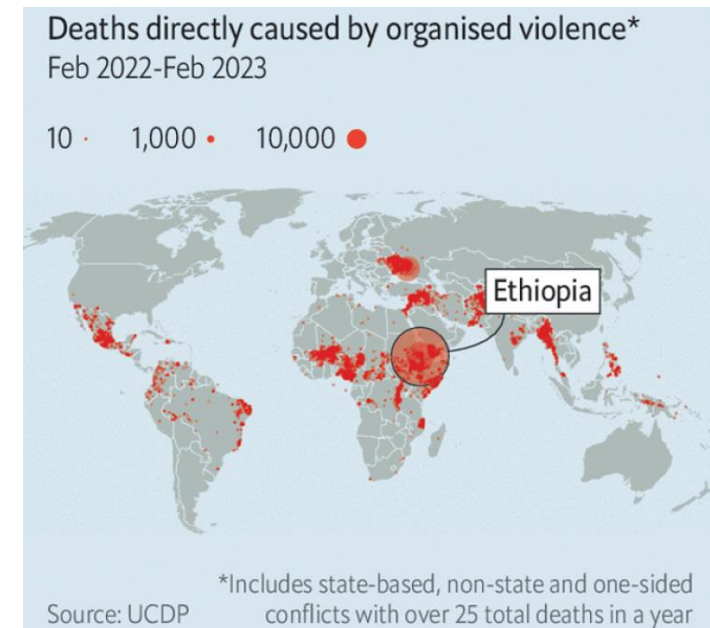 Deaths directly caused by organised violence*
Feb 2022-Feb 2023
10 1,000 10,000
Ethiopia
*Includes state-based, non-state and one-sided
Source: UCDP conflicts with over 25 total deaths in a year